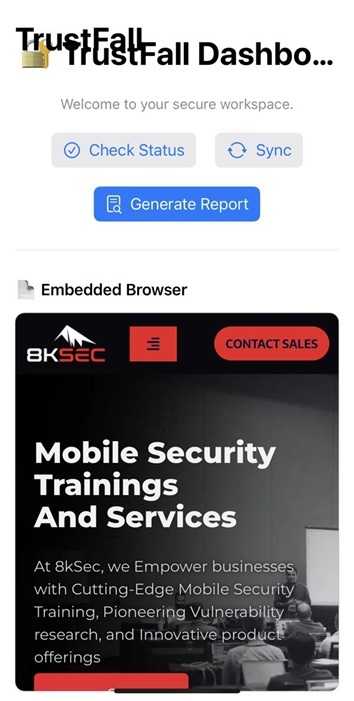 TrustFall
TrustFall Dashbo...
Welcome to your secure workspace.
Check Status
Sync
Generate Report
Embedded Browser
8KSEC
CONTACT SALES
Mobile Security
Trainings
And Services
At 8kSec, we Empower businesses
with Cutting-Edge Mobile Security
Training, Pioneering Vulnerability
research, and Innovative product
offerings